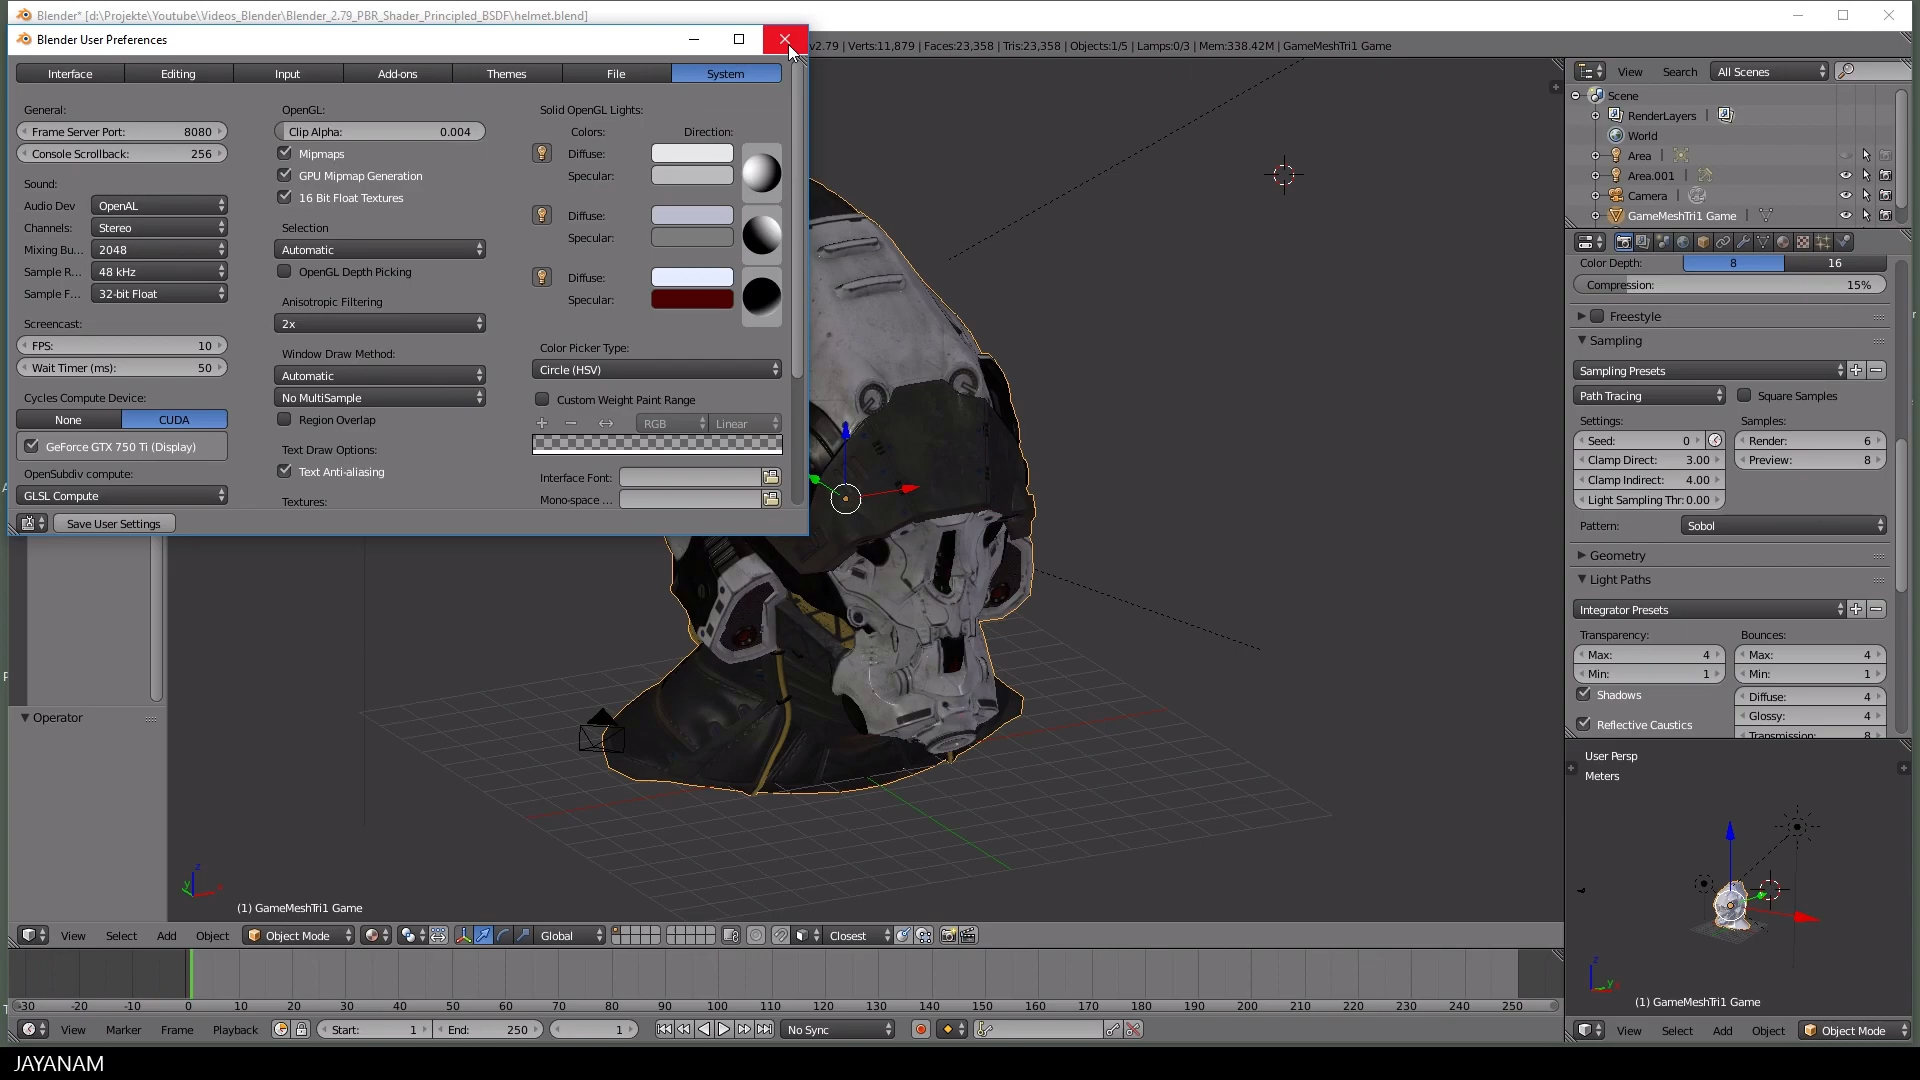 Blender* [d:\Projekte\Youtube\Videos_Blender\Blender_2.79_PBR_Shader_Principled_BSDF\helmet.blend]
Blender User Preferences
v2.79 | Verts:11,879 | Faces:23,358 | Tris:23,358 | Objects:1/5 | Lamps:0/3 | Mem:338.42M | GameMeshTri1 Game
Interface Editing Input Add-ons Themes File System
General:
Frame Server Port: 8080
Console Scrollback: 256
Sound:
Audio Dev OpenAL
Channels: Stereo
Mixing Bu... 2048
Sample R... 48 kHz
Sample F... 32-bit Float
Screencast:
FPS: 10
Wait Timer (ms): 50
Cycles Compute Device:
None CUDA
GeForce GTX 750 Ti (Display)
OpenSubdiv compute:
GLSL Compute
OpenGL:
Clip Alpha: 0.004
Mipmaps
GPU Mipmap Generation
16 Bit Float Textures
Selection
Automatic
OpenGL Depth Picking
Anisotropic Filtering
2x
Window Draw Method:
Automatic
No MultiSample
Region Overlap
Text Draw Options:
Text Anti-aliasing
Textures:
Solid OpenGL Lights:
Colors: Direction:
Diffuse:
Specular:
Diffuse:
Specular:
Diffuse:
Specular:
Color Picker Type:
Circle (HSV)
Custom Weight Paint Range
RGB Linear
Interface Font:
Mono-space ...
Save User Settings
View Search All Scenes
Scene
RenderLayers
World
Area
Area.001
Camera
GameMeshTri1 Game
Color Depth: 8 16
Compression: 15%
Freestyle
Sampling
Sampling Presets
Path Tracing Square Samples
Settings: Samples:
Seed: 0 Render: 6
Clamp Direct: 3.00 Preview: 8
Clamp Indirect: 4.00
Light Sampling Thr: 0.00
Pattern: Sobol
Geometry
Light Paths
Integrator Presets
Transparency: Bounces:
Max: 4 Max: 4
Min: 1 Min: 1
Shadows Diffuse: 4
Glossy: 4
Reflective Caustics
Transmission: 8
User Persp
Meters
z
y
(1) GameMeshTri1 Game
View Select Add Object Object Mode
Operator
z
y
(1) GameMeshTri1 Game
View Select Add Object Object Mode Global Closest
-30 -20 -10 0 10 20 30 40 50 60 70 80 90 100 110 120 130 140 150 160 170 180 190 200 210 220 230 240 250
View Marker Frame Playback Start: 1 End: 250 1 No Sync
JAYANAM